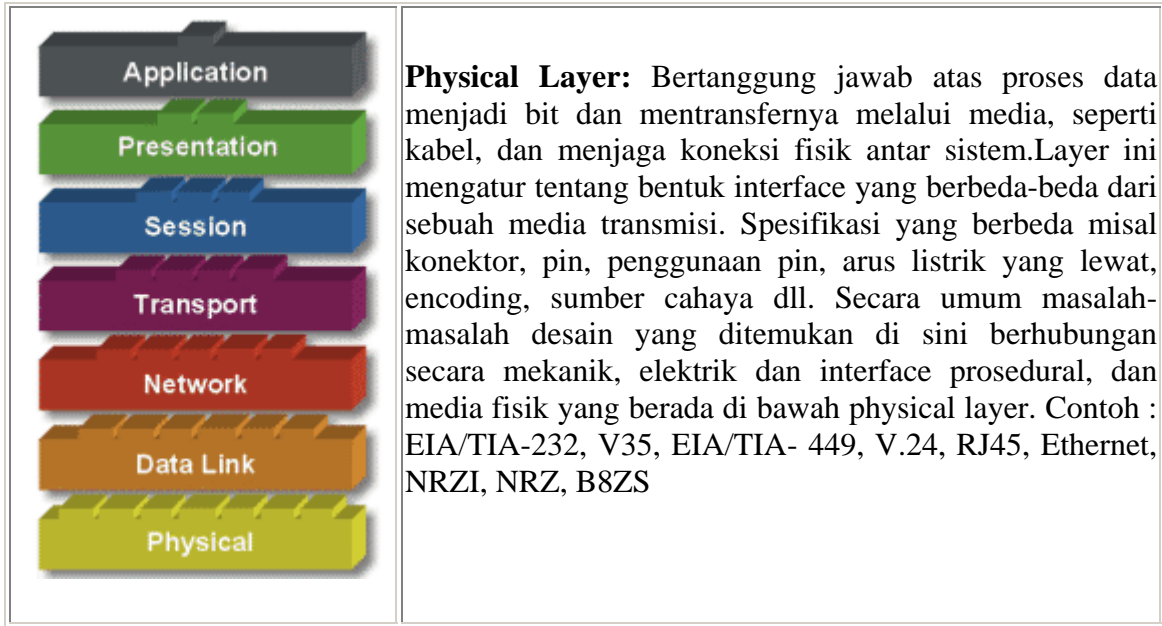 Application
Presentation
Session
Transport
Network
Data Link
Physical
Physical Layer: Bertanggung jawab atas proses data
menjadi bit dan mentransfernya melalui media, seperti
kabel, dan menjaga koneksi fisik antar sistem.Layer ini
mengatur tentang bentuk interface yang berbeda-beda dari
sebuah media transmisi. Spesifikasi yang berbeda misal
konektor, pin, penggunaan pin, arus listrik yang lewat,
encoding, sumber cahaya dll. Secara umum masalah-
masalah desain yang ditemukan di sini berhubungan
secara mekanik, elektrik dan interface prosedural, dan
media fisik yang berada di bawah physical layer. Contoh :
EIA/TIA-232, V35, EIA/TIA- 449, V.24, RJ45, Ethernet,
NRZI, NRZ, B8ZS